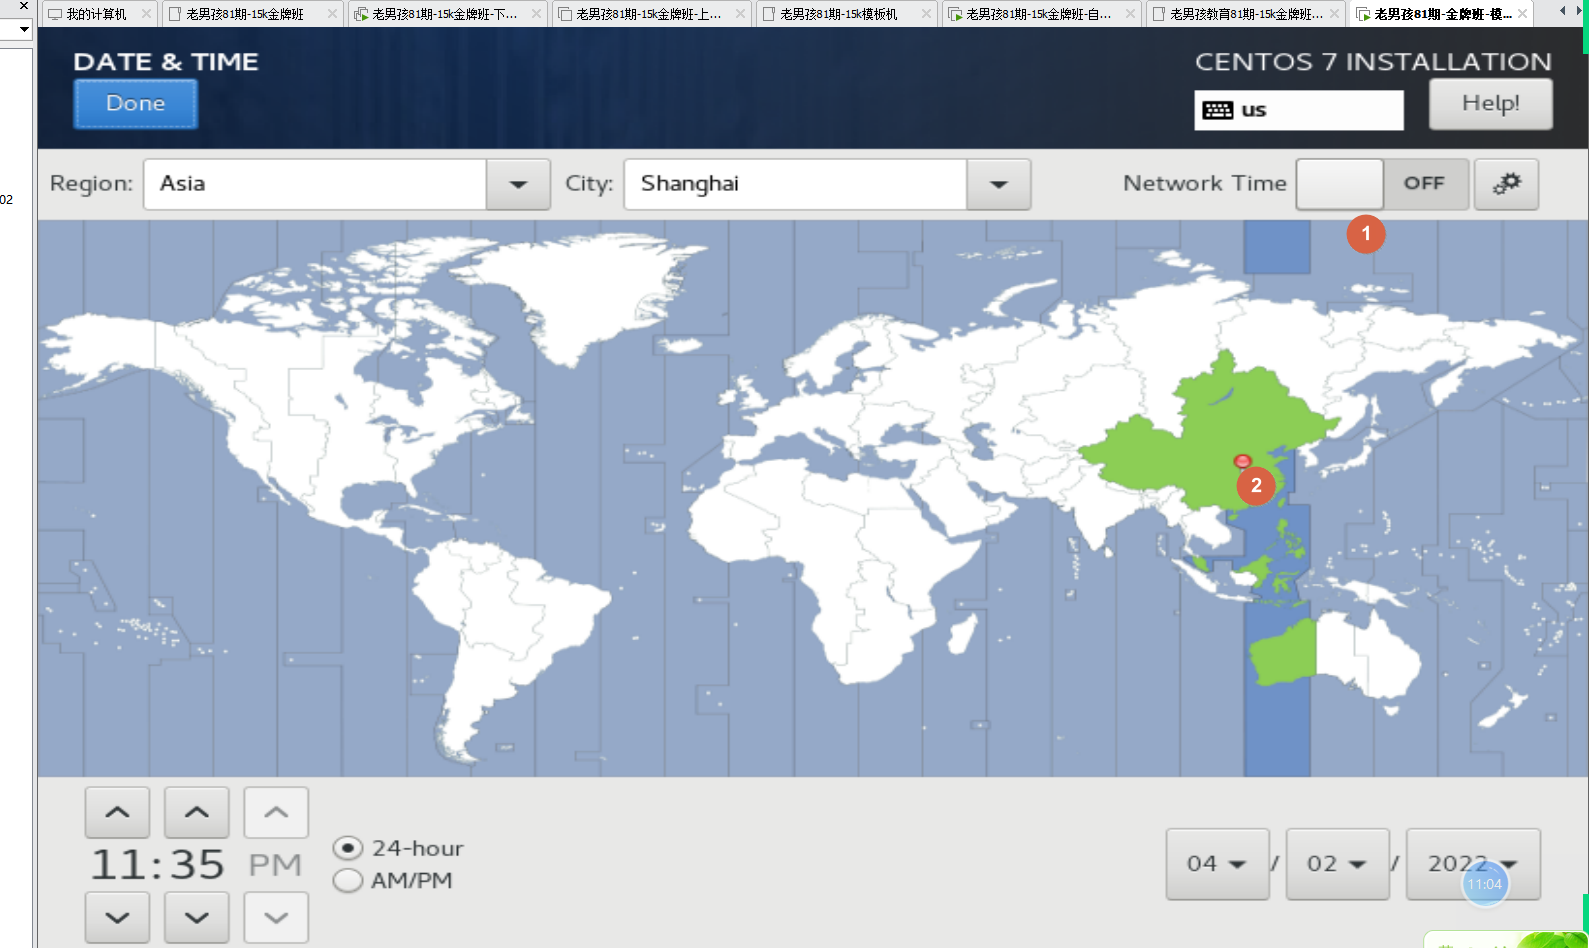 我的计算机
老男孩81期-15k金牌班
老男孩81期-15k金牌班-下...
老男孩81期-15k金牌班-上...
老男孩81期-15k模板机
老男孩81期-15k金牌班-自...
老男孩教育81期-15k金牌班...
老男孩81期-金牌班-模...
DATE & TIME
CENTOS 7 INSTALLATION
Done
us
Help!
02
Region:
Asia
City:
Shanghai
Network Time
OFF
1
2
11:35
PM
24-hour
AM/PM
04 / 02 / 2022
11:04